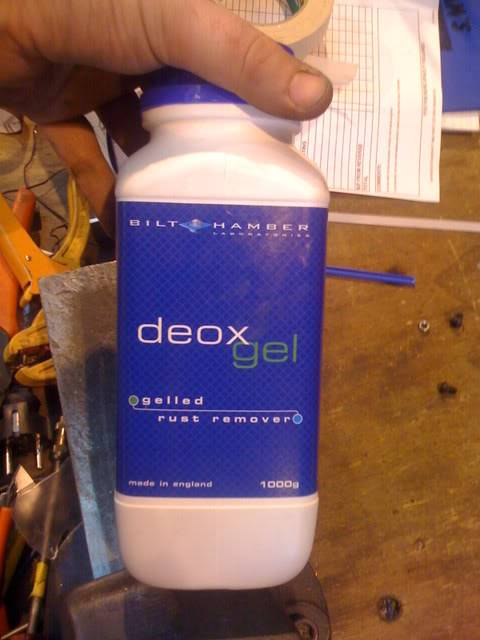 BILT HAMBER
LABORATORIES
deox
gel
gelled
rust remover
made in england 1000g